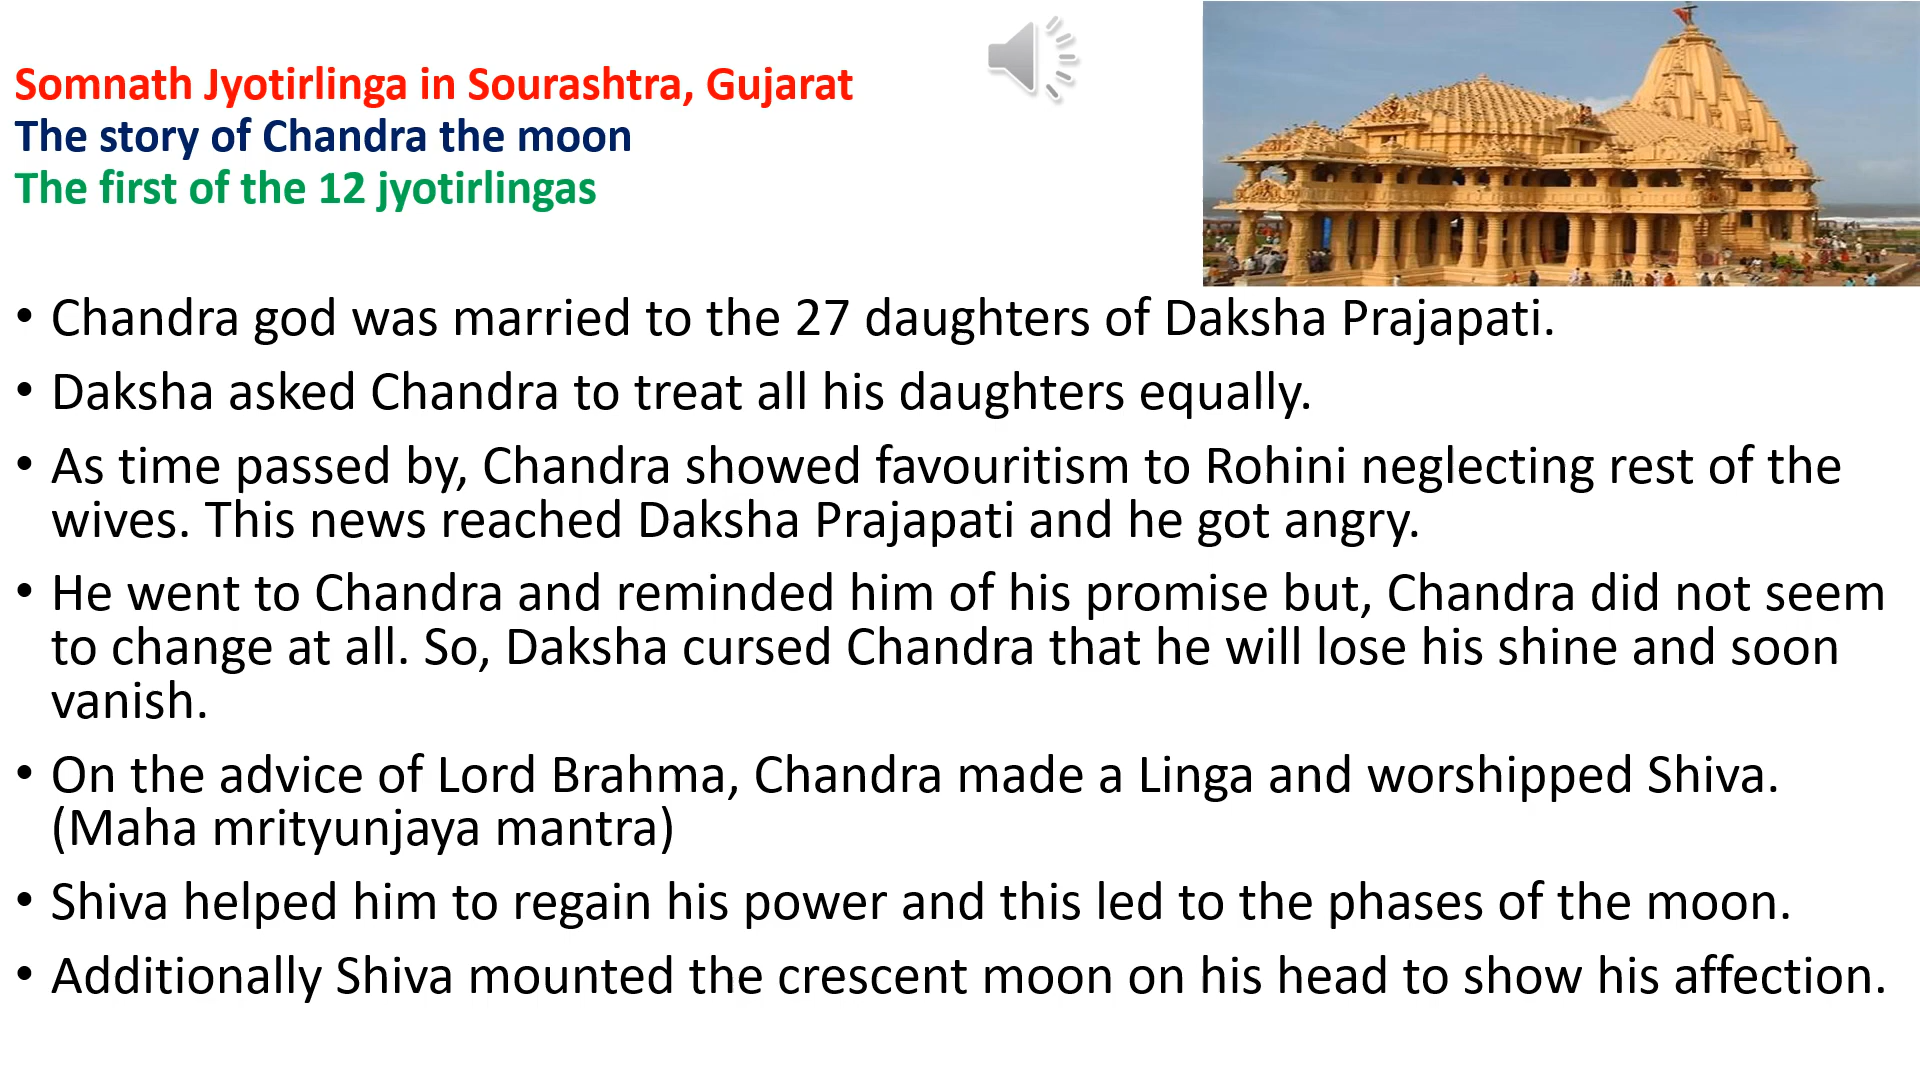 Somnath Jyotirlinga in Sourashtra, Gujarat
The story of Chandra the moon
The first of the 12 jyotirlingas
• Chandra god was married to the 27 daughters of Daksha Prajapati.
• Daksha asked Chandra to treat all his daughters equally.
• As time passed by, Chandra showed favouritism to Rohini neglecting rest of the
wives. This news reached Daksha Prajapati and he got angry.
• He went to Chandra and reminded him of his promise but, Chandra did not seem
to change at all. So, Daksha cursed Chandra that he will lose his shine and soon
vanish.
• On the advice of Lord Brahma, Chandra made a Linga and worshipped Shiva.
(Maha mrityunjaya mantra)
• Shiva helped him to regain his power and this led to the phases of the moon.
• Additionally Shiva mounted the crescent moon on his head to show his affection.